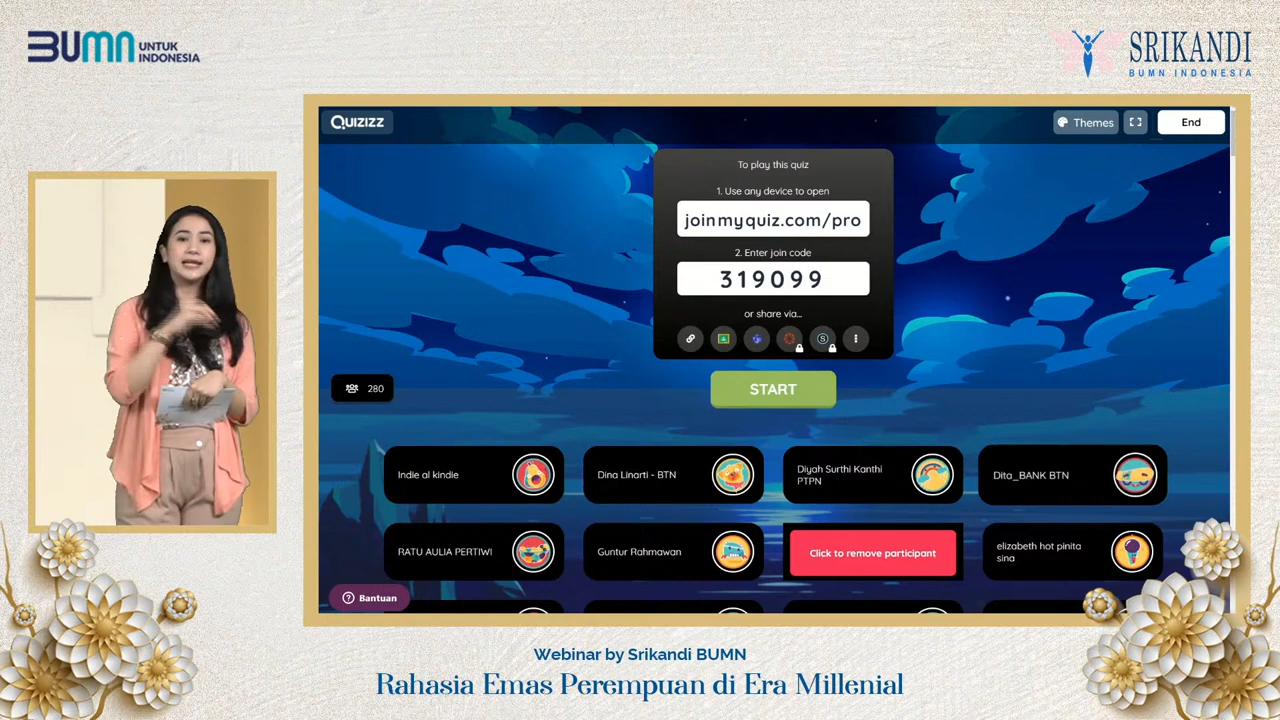 BUMN UNTUK
INDONESIA
SRIKANDI
BUMN INDONESIA
Quizizz
Themes
End
To play this quiz
1. Use any device to open
joinmyquiz.com/pro
2. Enter join code
319099
or share via...
280
START
Indie al kindie
Dina Linarti - BTN
Diyah Surthi Kanthi
PTPN
Dita_BANK BTN
RATU AULIA PERTIWI
Guntur Rahmawan
Click to remove participant
elizabeth hot pinita
sina
Bantuan
Webinar by Srikandi BUMN
Rahasia Emas Perempuan di Era Millenial